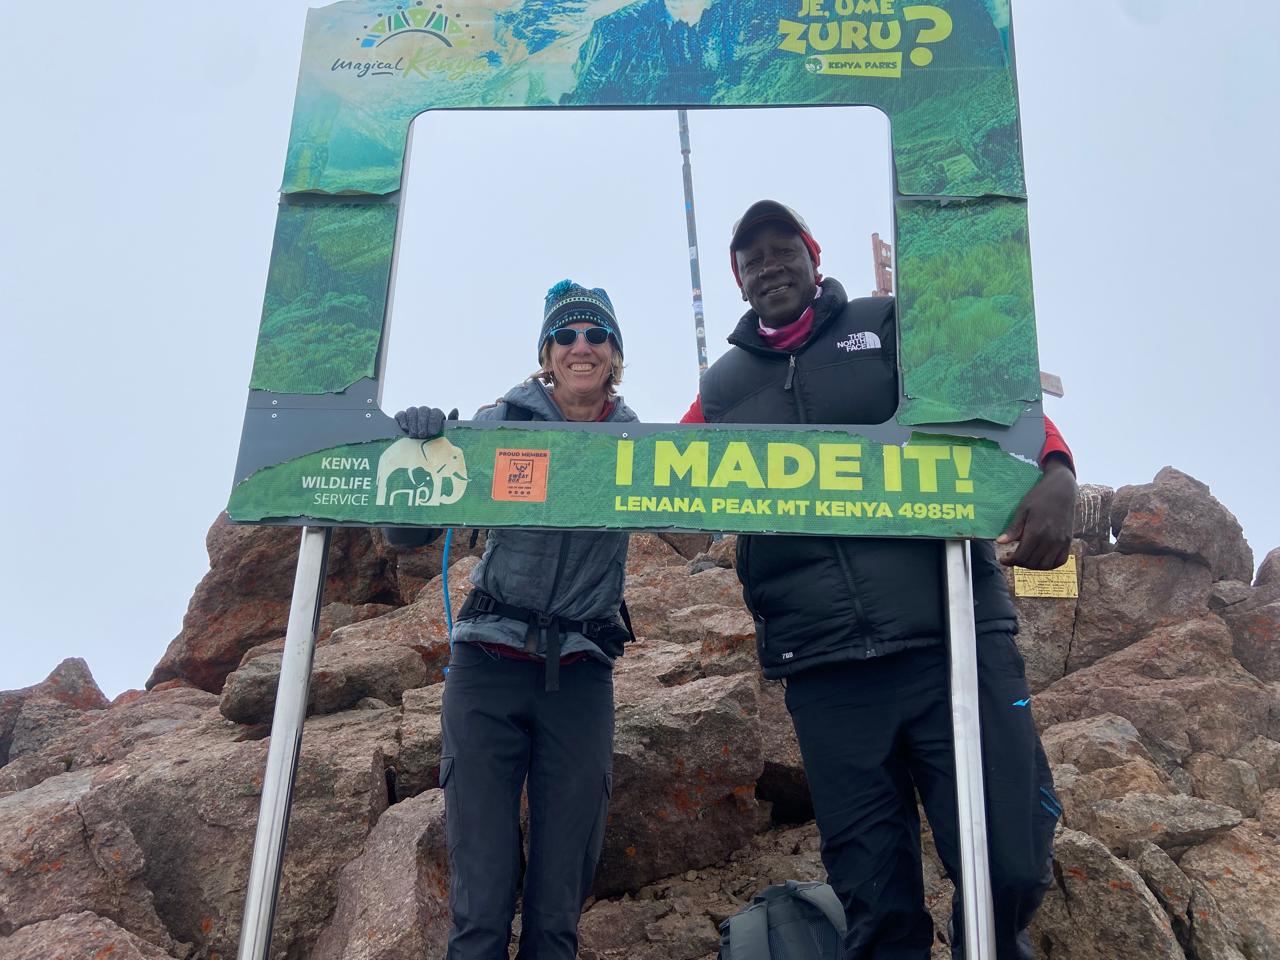 Magical Kenya
JE, UME
ZURU?
KENYA PARKS
THE
NORTH
FACE
KENYA
WILDLIFE
SERVICE
PROUD MEMBER
I MADE IT!
LENANA PEAK MT KENYA 4985M
700